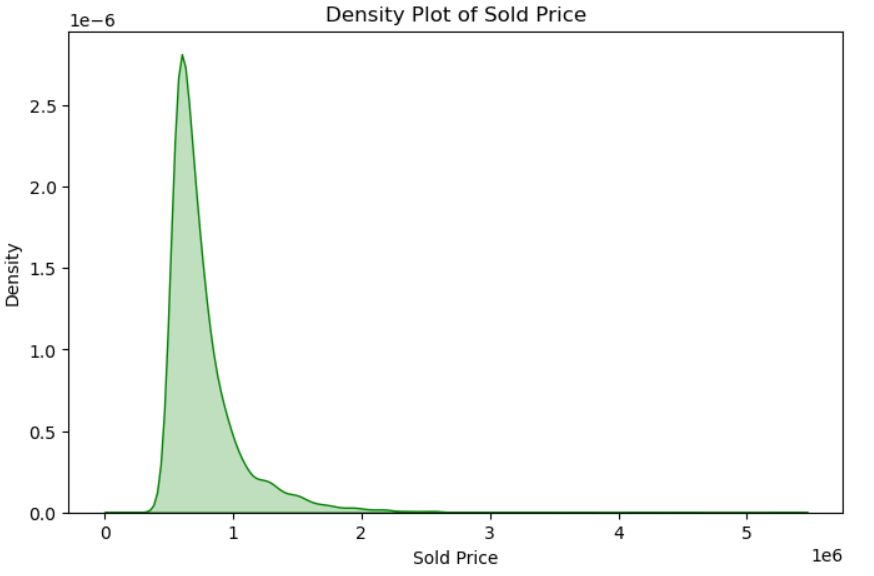 Density Plot of Sold Price
1e−6
2.5
2.0
1.5
1.0
0.5
0.0
Density
0 1 2 3 4 5
1e6
Sold Price